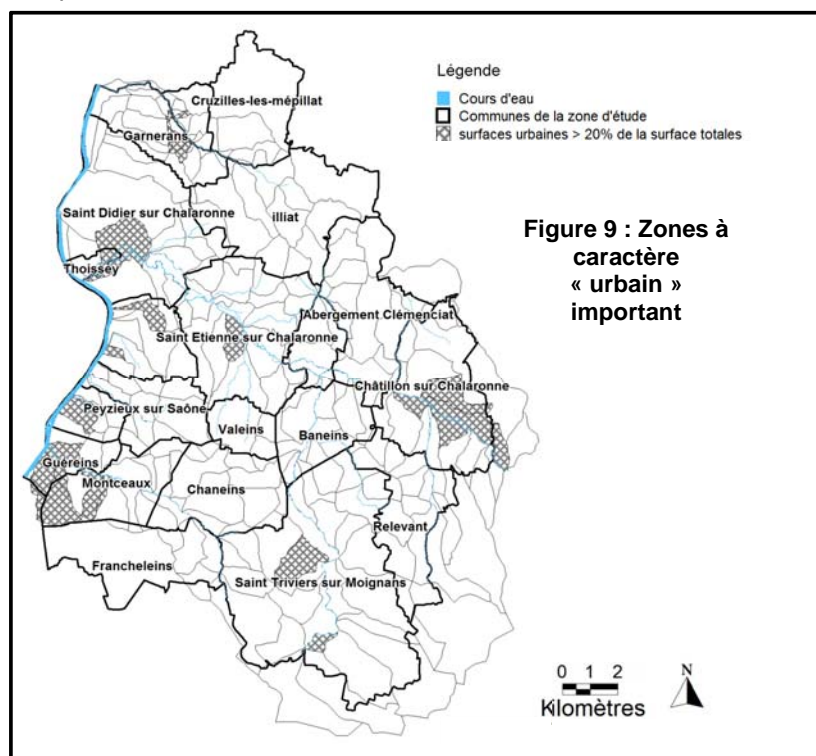 Légende
Cours d'eau
Communes de la zone d'étude
surfaces urbaines > 20% de la surface totales
Figure 9 : Zones à
caractère
« urbain »
important
Cruzilles-les-mépillat
Garnerans
Saint Didier sur Chalaronne
illiat
Thoissey
Abergement Clémenciat
Saint Etienne sur Chalaronne
Châtillon sur Chalaronne
Peyzieux sur Saône
Valeins
Baneins
Guéreins
Montceaux
Chaneins
Relevant
Francheleins
Saint Triviers sur Moignans
0 1 2
Kilomètres
N